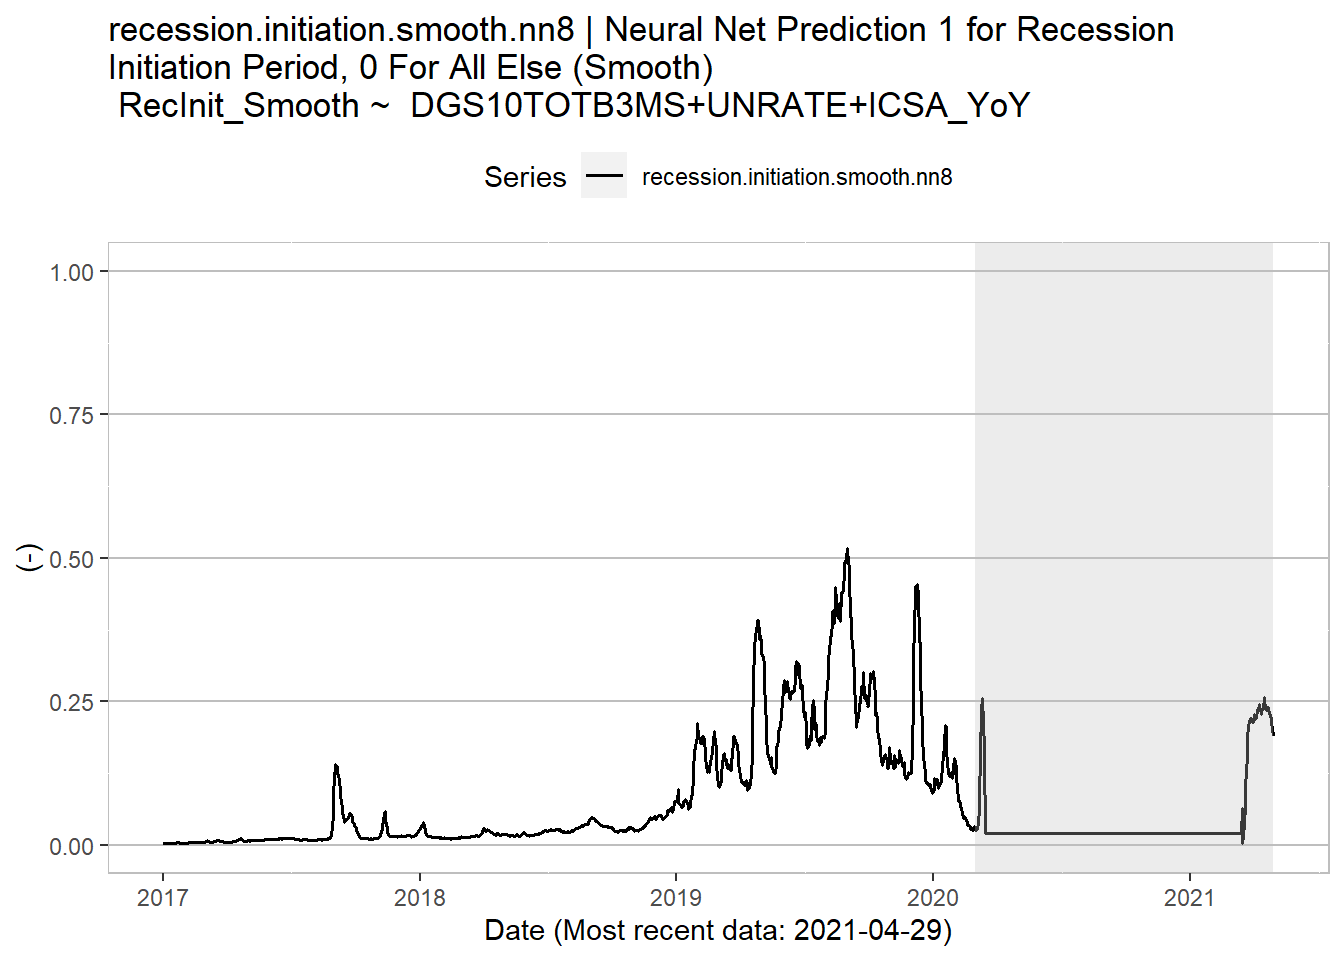 recession.initiation.smooth.nn8 | Neural Net Prediction 1 for Recession
Initiation Period, 0 For All Else (Smooth)
RecInit_Smooth ~ DGS10TOTB3MS+UNRATE+ICSA_YoY
Series
recession.initiation.smooth.nn8
(-)
1.00
0.75
0.50
0.25
0.00
2017
2018
2019
2020
2021
Date (Most recent data: 2021-04-29)